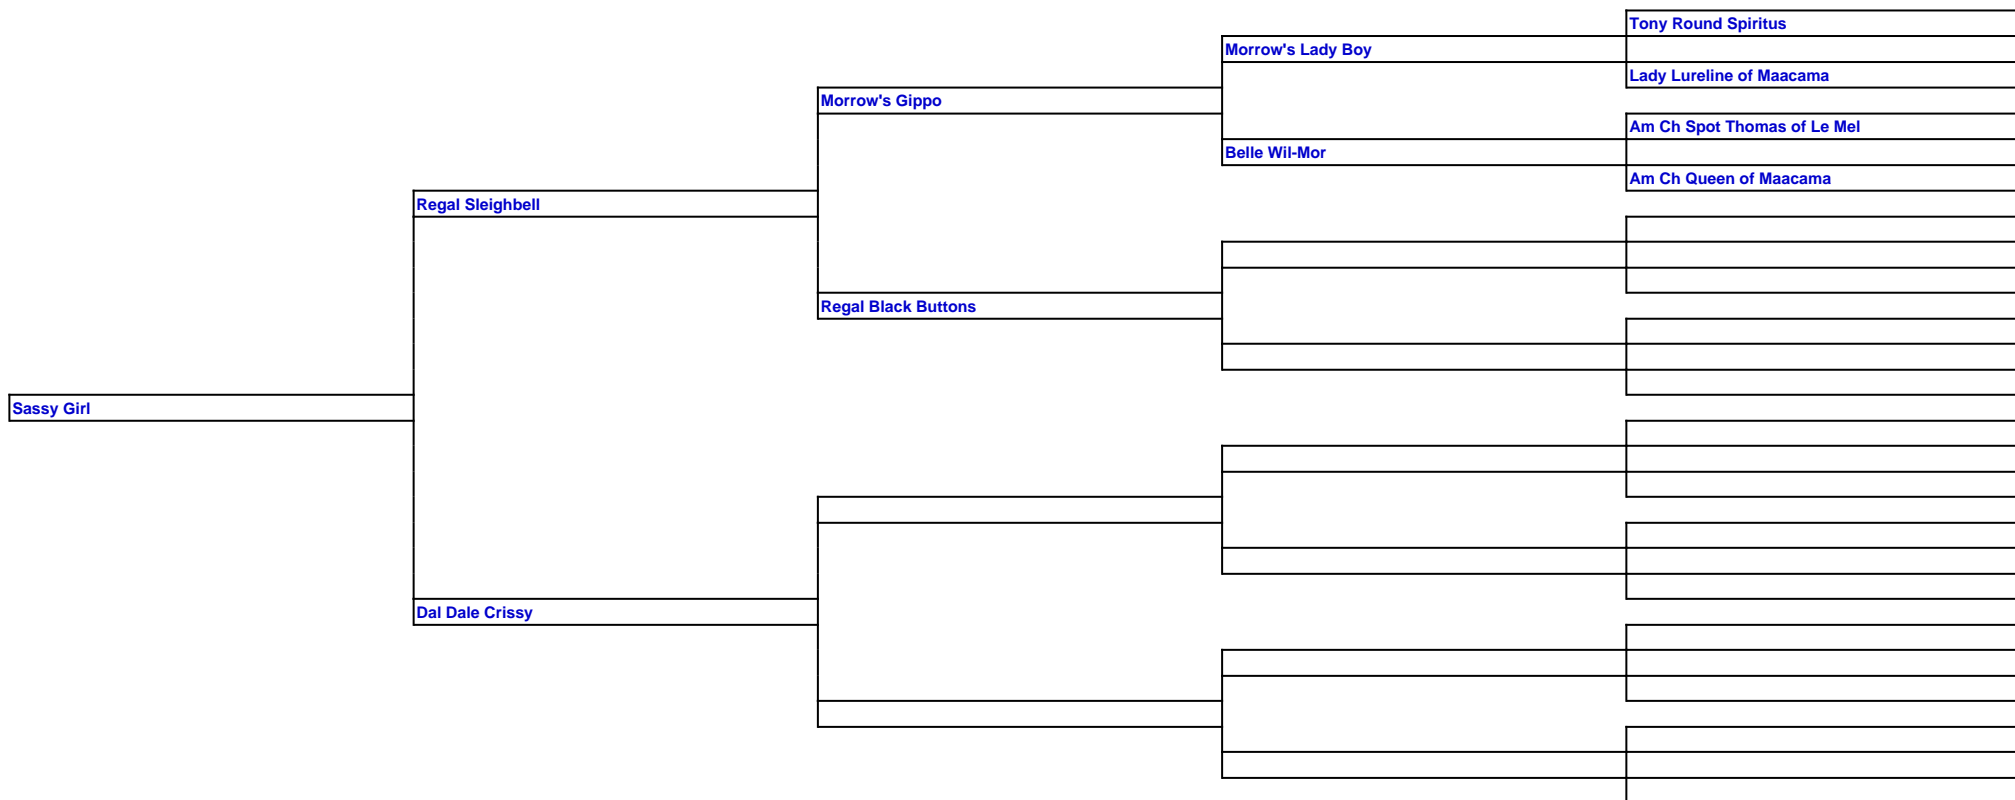 Tony Round Spiritus
Morrow's Lady Boy
Lady Lureline of Maacama
Morrow's Gippo
Am Ch Spot Thomas of Le Mel
Belle Wil-Mor
Am Ch Queen of Maacama
Regal Sleighbell
Regal Black Buttons
Sassy Girl
Dal Dale Crissy